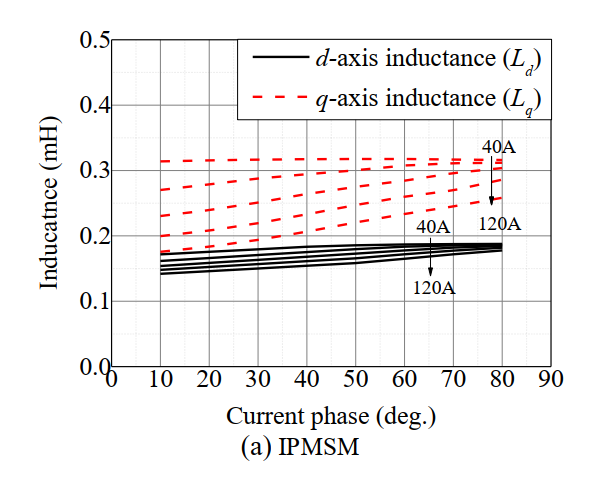 0.5
d-axis inductance (Ld)
q-axis inductance (Lq)
0.4
0.3
0.2
0.1
0.0
Inducatnce (mH)
40A
120A
40A
120A
0 10 20 30 40 50 60 70 80 90
Current phase (deg.)
(a) IPMSM